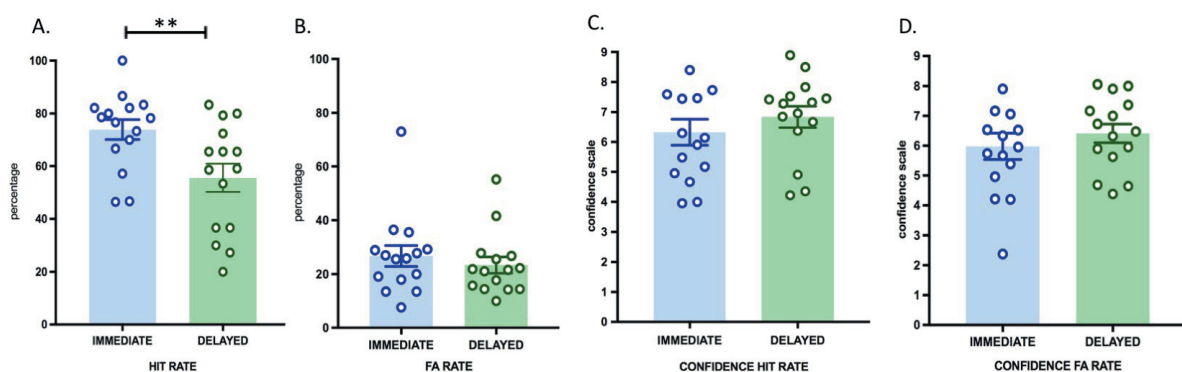 A.
**
percentage
100
80
60
40
20
0
IMMEDIATE DELAYED
HIT RATE
B.
percentage
100
80
60
40
20
0
IMMEDIATE DELAYED
FA RATE
C.
confidence scale
9
8
7
6
5
4
3
2
1
0
IMMEDIATE DELAYED
CONFIDENCE HIT RATE
D.
confidence scale
9
8
7
6
5
4
3
2
1
0
IMMEDIATE DELAYED
CONFIDENCE FA RATE